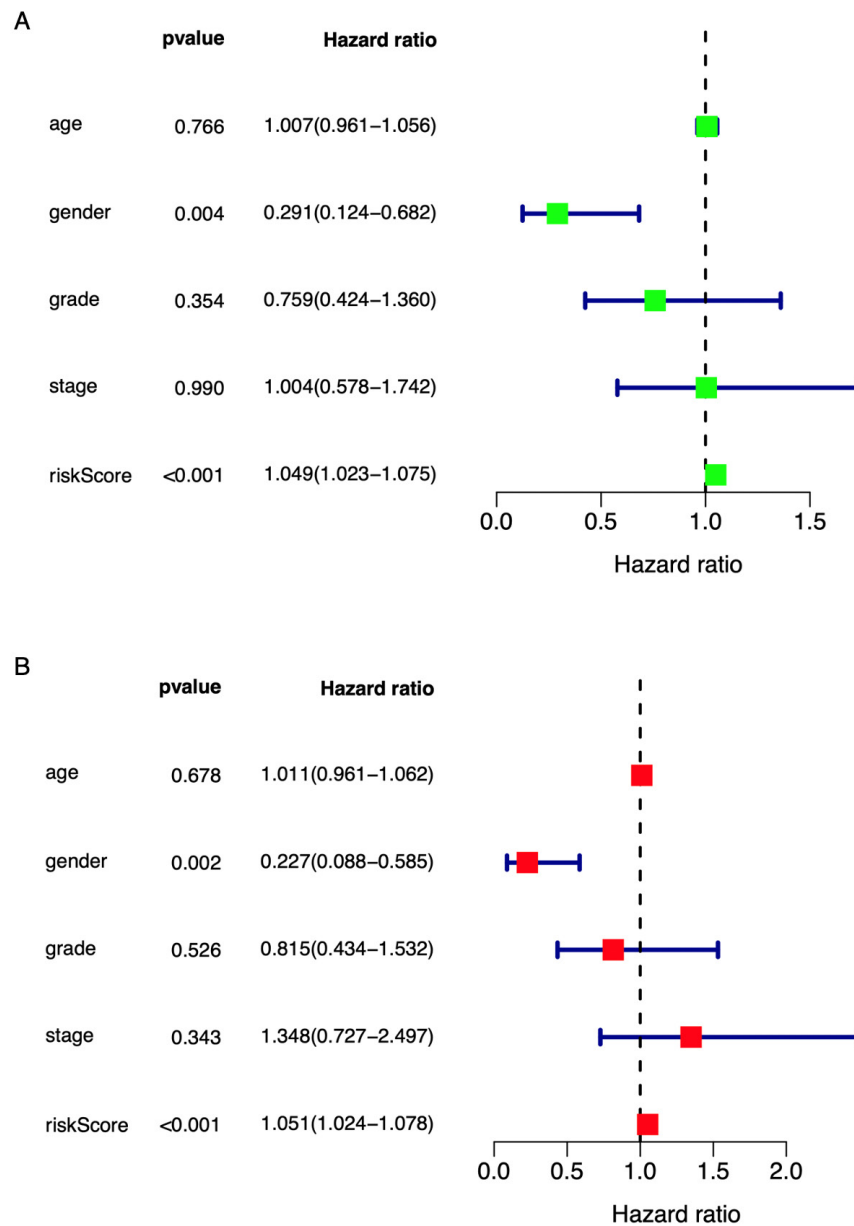 A
pvalue Hazard ratio
age 0.766 1.007(0.961−1.056)
gender 0.004 0.291(0.124−0.682)
grade 0.354 0.759(0.424−1.360)
stage 0.990 1.004(0.578−1.742)
riskScore <0.001 1.049(1.023−1.075)
0.0 0.5 1.0 1.5
Hazard ratio
B
pvalue Hazard ratio
age 0.678 1.011(0.961−1.062)
gender 0.002 0.227(0.088−0.585)
grade 0.526 0.815(0.434−1.532)
stage 0.343 1.348(0.727−2.497)
riskScore <0.001 1.051(1.024−1.078)
0.0 0.5 1.0 1.5 2.0
Hazard ratio